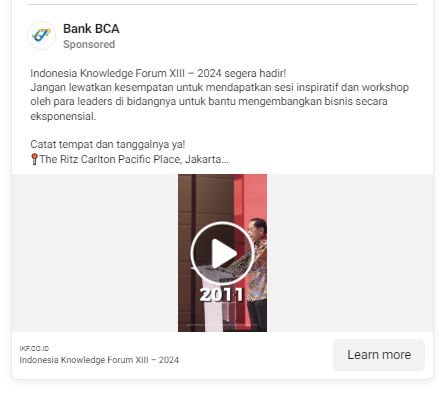 Bank BCA
Sponsored
Indonesia Knowledge Forum XIII – 2024 segera hadir!
Jangan lewatkan kesempatan untuk mendapatkan sesi inspiratif dan workshop
oleh para leaders di bidangnya untuk bantu mengembangkan bisnis secara
eksponensial.
Catat tempat dan tanggalnya ya!
📍The Ritz Carlton Pacific Place, Jakarta...
2011
IKF.CO.ID
Indonesia Knowledge Forum XIII – 2024
Learn more